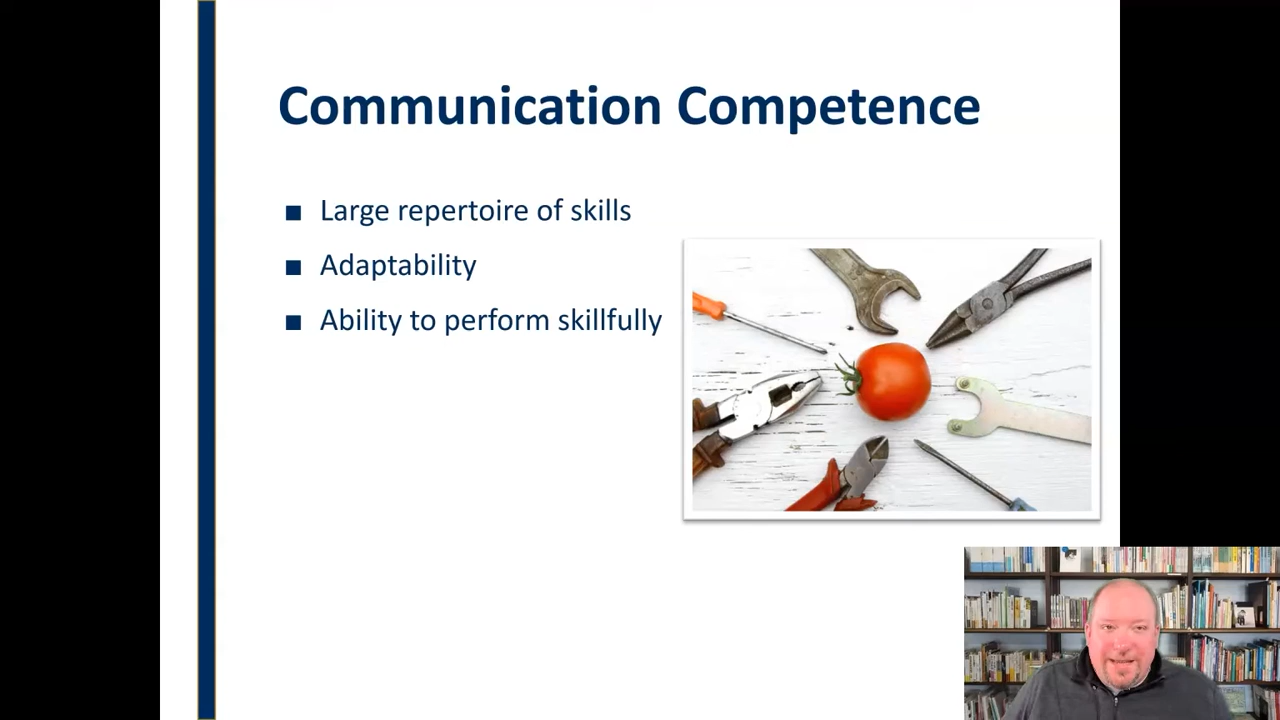 Communication Competence
■ Large repertoire of skills
■ Adaptability
■ Ability to perform skillfully